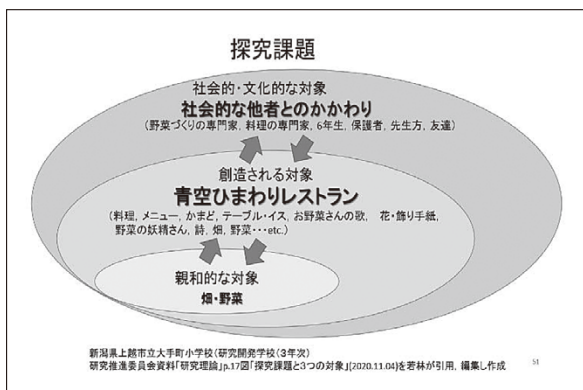 探究課題
社会的・文化的な対象
社会的な他者とのかかわり
(野菜づくりの専門家, 料理の専門家, 6年生, 保護者, 先生方, 友達)
創造される対象
青空ひまわりレストラン
(料理, メニュー, かまど, テーブル・イス, お野菜さんの歌, 花・飾り手紙,
野菜の妖精さん, 詩, 畑, 野菜・・・etc.)
親和的な対象
畑・野菜
新潟県上越市立大手町小学校(研究開発学校(3年次)
研究推進委員会資料「研究理論」p.17図「探究課題と3つの対象」(2020.11.04)を若林が引用, 編集し作成
51